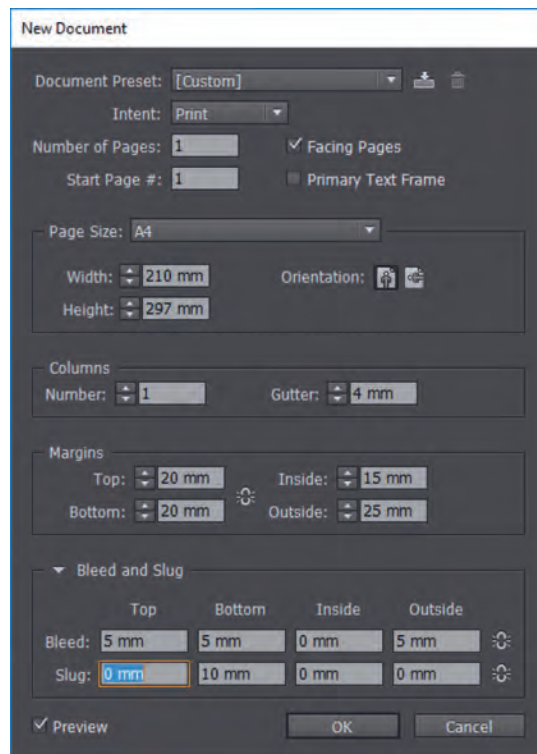 New Document
Document Preset: [Custom]
Intent: Print
Number of Pages: 1 Facing Pages
Start Page #: 1 Primary Text Frame
Page Size: A4
Width: 210 mm Orientation:
Height: 297 mm
Columns
Number: 1 Gutter: 4 mm
Margins
Top: 20 mm Inside: 15 mm
Bottom: 20 mm Outside: 25 mm
Bleed and Slug
Top Bottom Inside Outside
Bleed: 5 mm 5 mm 0 mm 5 mm
Slug: 0 mm 10 mm 0 mm 0 mm
Preview OK Cancel